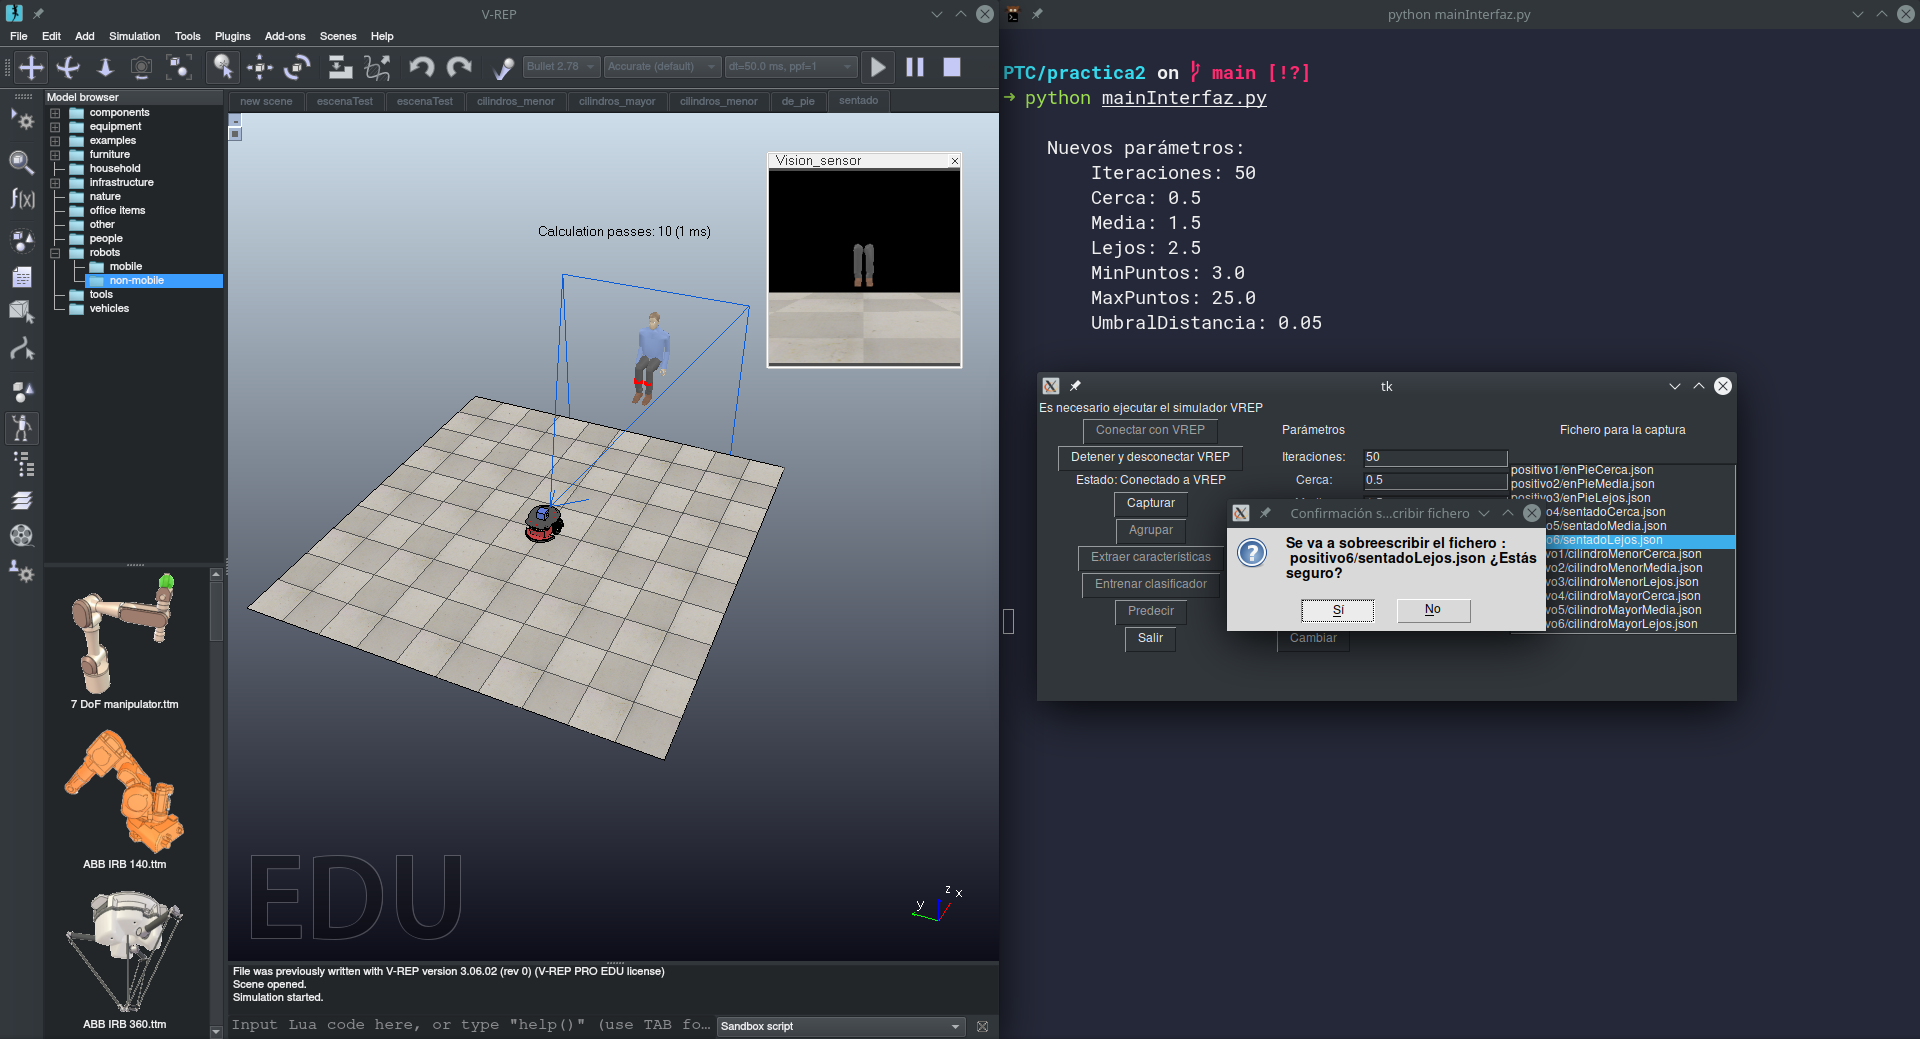 V-REP
File Edit Add Simulation Tools Plugins Add-ons Scenes Help
Bullet 2.78
Accurate (default)
dt=50.0 ms, ppf=1
Model browser
components
equipment
examples
furniture
household
infrastructure
nature
office items
other
people
robots
mobile
non-mobile
tools
vehicles
7 DoF manipulator.ttm
ABB IRB 140.ttm
ABB IRB 360.ttm
new scene escenaTest escenaTest cilindros_menor cilindros_mayor cilindros_menor de_pie sentado
Vision_sensor
Calculation passes: 10 (1 ms)
EDU
z
x
y
File was previously written with V-REP version 3.06.02 (rev 0) (V-REP PRO EDU license)
Scene opened.
Simulation started.
Input Lua code here, or type "help()" (use TAB fo...
Sandbox script
python mainInterfaz.py
PTC/practica2 on main [!?]
→ python mainInterfaz.py
Nuevos parámetros:
Iteraciones: 50
Cerca: 0.5
Media: 1.5
Lejos: 2.5
MinPuntos: 3.0
MaxPuntos: 25.0
UmbralDistancia: 0.05
tk
Es necesario ejecutar el simulador VREP
Conectar con VREP
Detener y desconectar VREP
Estado: Conectado a VREP
Capturar
Agrupar
Extraer características
Entrenar clasificador
Predecir
Salir
Parámetros
Iteraciones: 50
Cerca: 0.5
Cambiar
Fichero para la captura
positivo1/enPieCerca.json
positivo2/enPieMedia.json
positivo3/enPieLejos.json
o4/sentadoCerca.json
o5/sentadoMedia.json
o6/sentadoLejos.json
vo1/cilindroMenorCerca.json
vo2/cilindroMenorMedia.json
vo3/cilindroMenorLejos.json
vo4/cilindroMayorCerca.json
vo5/cilindroMayorMedia.json
vo6/cilindroMayorLejos.json
Confirmación s...cribir fichero
Se va a sobreescribir el fichero :
positivo6/sentadoLejos.json ¿Estás
seguro?
Sí
No